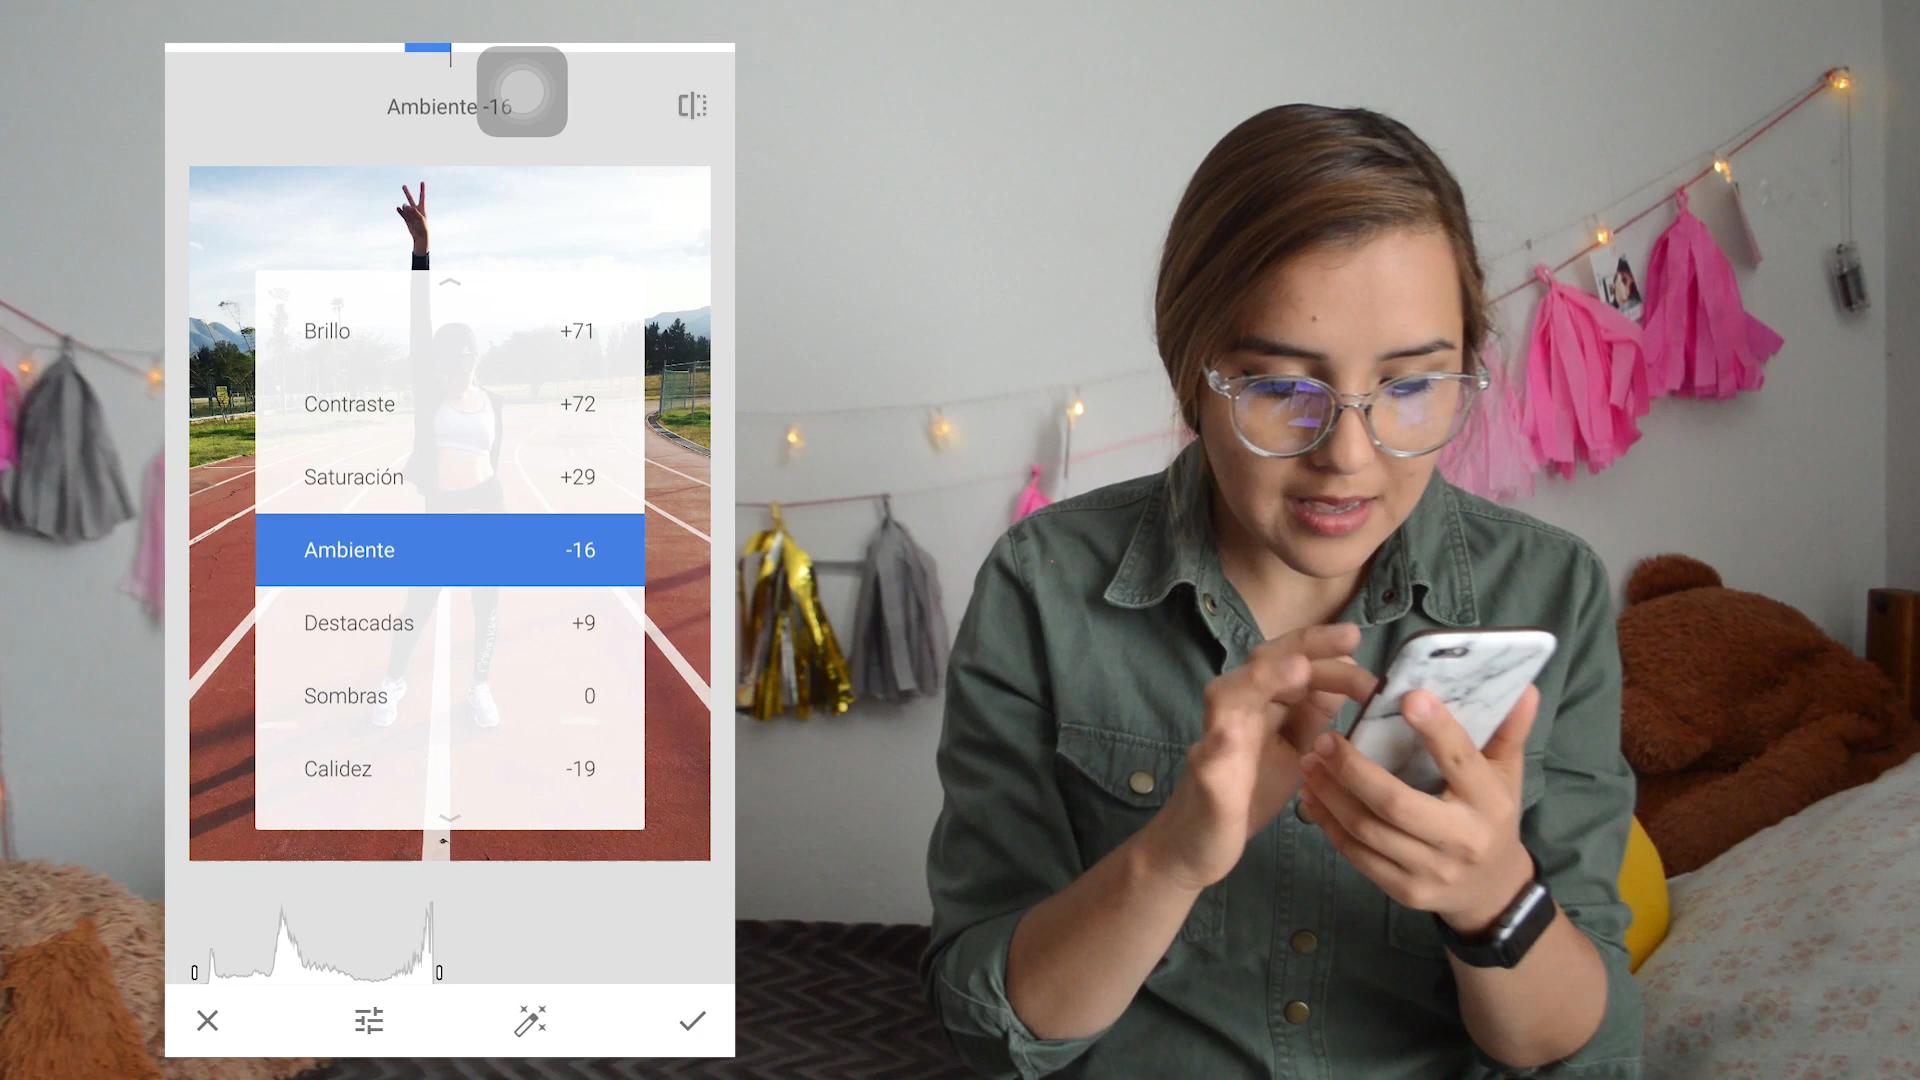 Ambiente -16
Brillo +71
Contraste +72
Saturación +29
Ambiente -16
Destacadas +9
Sombras 0
Calidez -19
0 0